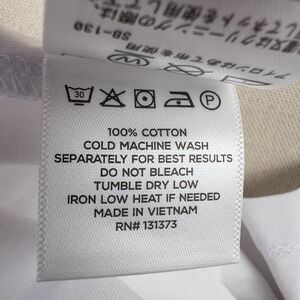 SB-130
30
P
W
100% COTTON
COLD MACHINE WASH
SEPARATELY FOR BEST RESULTS
DO NOT BLEACH
TUMBLE DRY LOW
IRON LOW HEAT IF NEEDED
MADE IN VIETNAM
RN# 131373